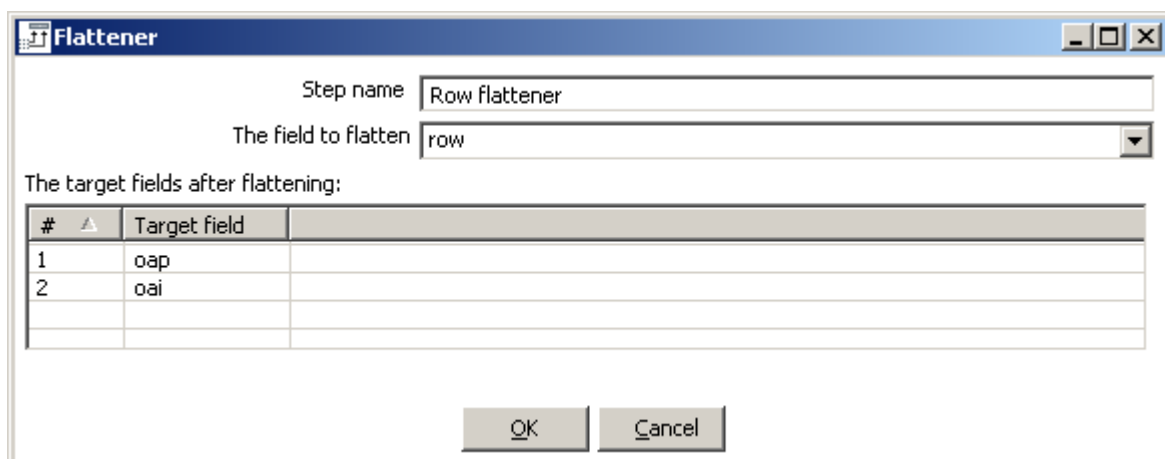 Flattener
Step name Row flattener
The field to flatten row
The target fields after flattening:
# Target field
1 oap
2 oai
OK Cancel